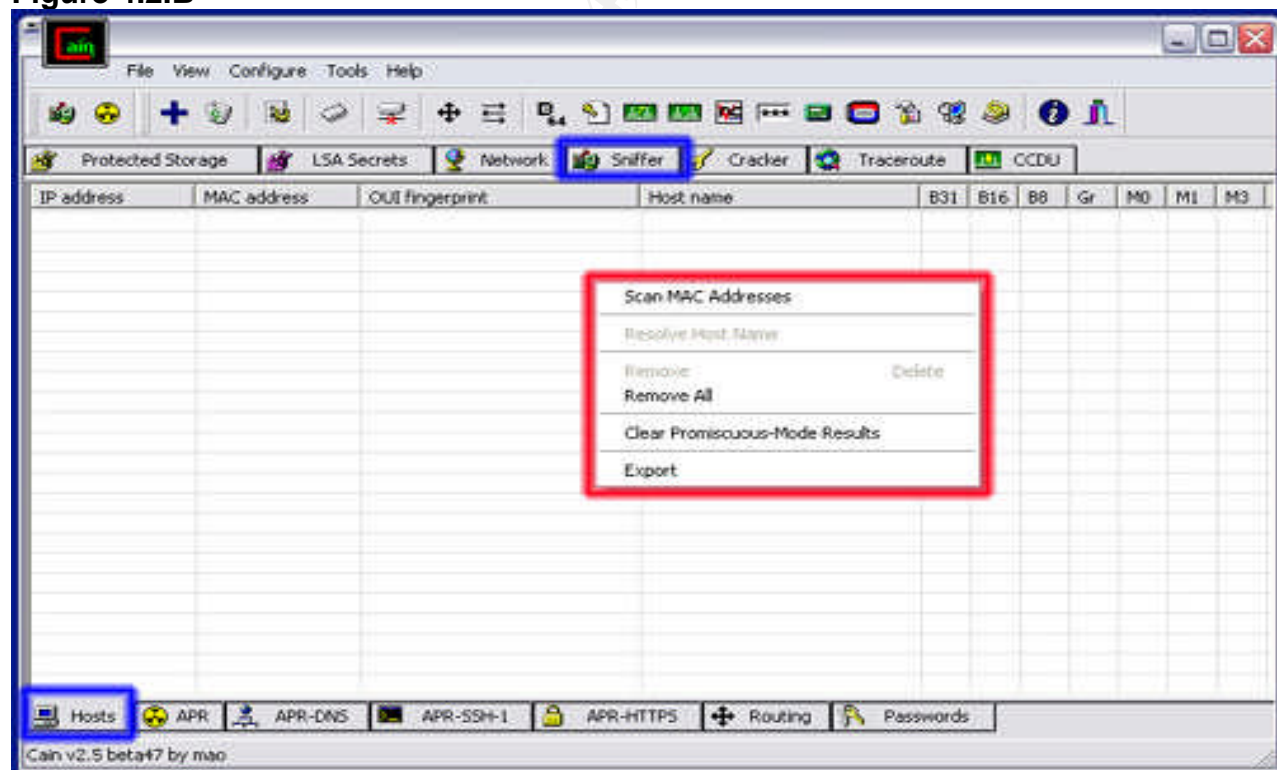 Figure 4.2.B
Cain
File View Configure Tools Help
Protected Storage LSA Secrets Network Sniffer Cracker Traceroute CCDU
IP address MAC address OUI fingerprint Host name B31 B16 B8 Gr M0 M1 M3
Scan MAC Addresses
Resolve Host Name
Remove Delete
Remove All
Clear Promiscuous-Mode Results
Export
Hosts APR APR-DNS APR-SSH-1 APR-HTTPS Routing Passwords
Cain v2.5 beta47 by mao